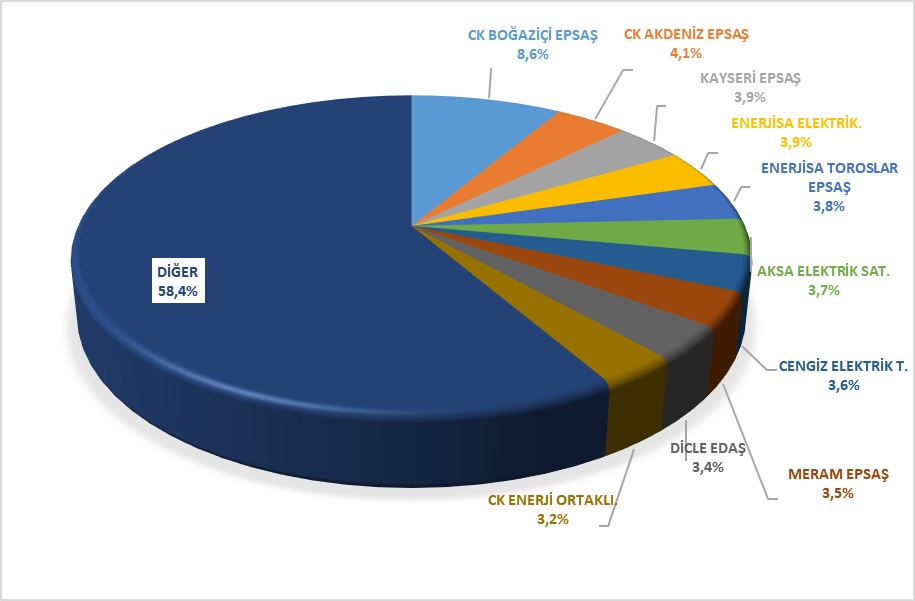 CK BOĞAZİÇİ EPSAŞ
8,6%
CK AKDENİZ EPSAŞ
4,1%
KAYSERİ EPSAŞ
3,9%
ENERJİSA ELEKTRİK.
3,9%
ENERJİSA TOROSLAR
EPSAŞ
3,8%
AKSA ELEKTRİK SAT.
3,7%
CENGİZ ELEKTRİK T.
3,6%
MERAM EPSAŞ
3,5%
DİCLE EDAŞ
3,4%
CK ENERJİ ORTAKLI.
3,2%
DİĞER
58,4%